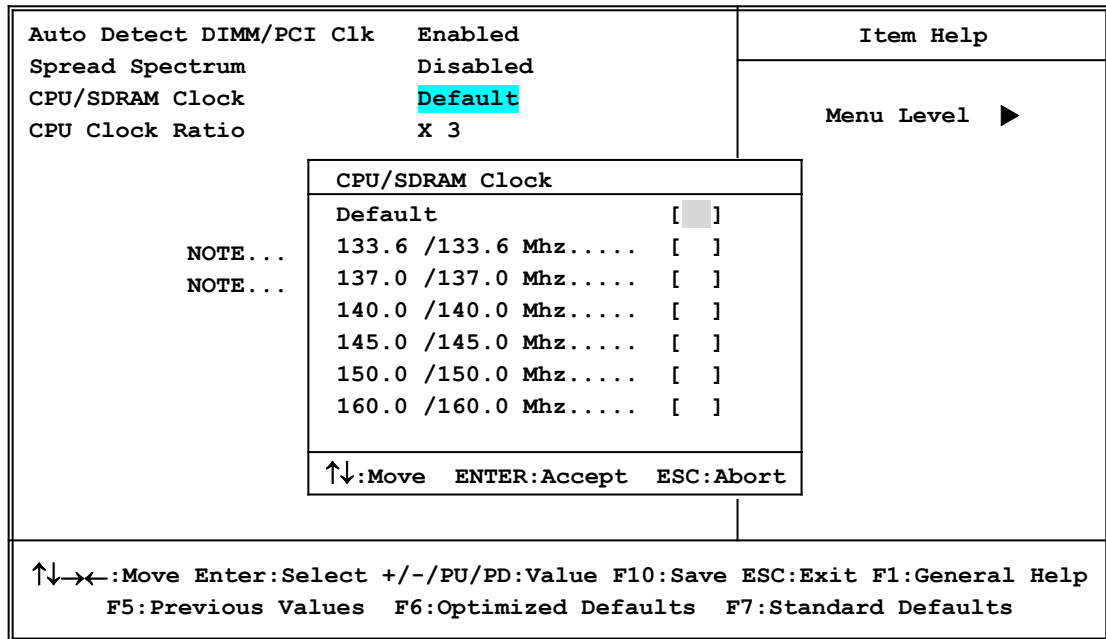 Auto Detect DIMM/PCI Clk Enabled
Spread Spectrum Disabled
CPU/SDRAM Clock Default
CPU Clock Ratio X 3
Item Help
Menu Level ▶
NOTE...
NOTE...
CPU/SDRAM Clock
Default [ ]
133.6 /133.6 Mhz..... [ ]
137.0 /137.0 Mhz..... [ ]
140.0 /140.0 Mhz..... [ ]
145.0 /145.0 Mhz..... [ ]
150.0 /150.0 Mhz..... [ ]
160.0 /160.0 Mhz..... [ ]
↑↓:Move ENTER:Accept ESC:Abort
↑↓→←:Move Enter:Select +/-/PU/PD:Value F10:Save ESC:Exit F1:General Help
F5:Previous Values F6:Optimized Defaults F7:Standard Defaults